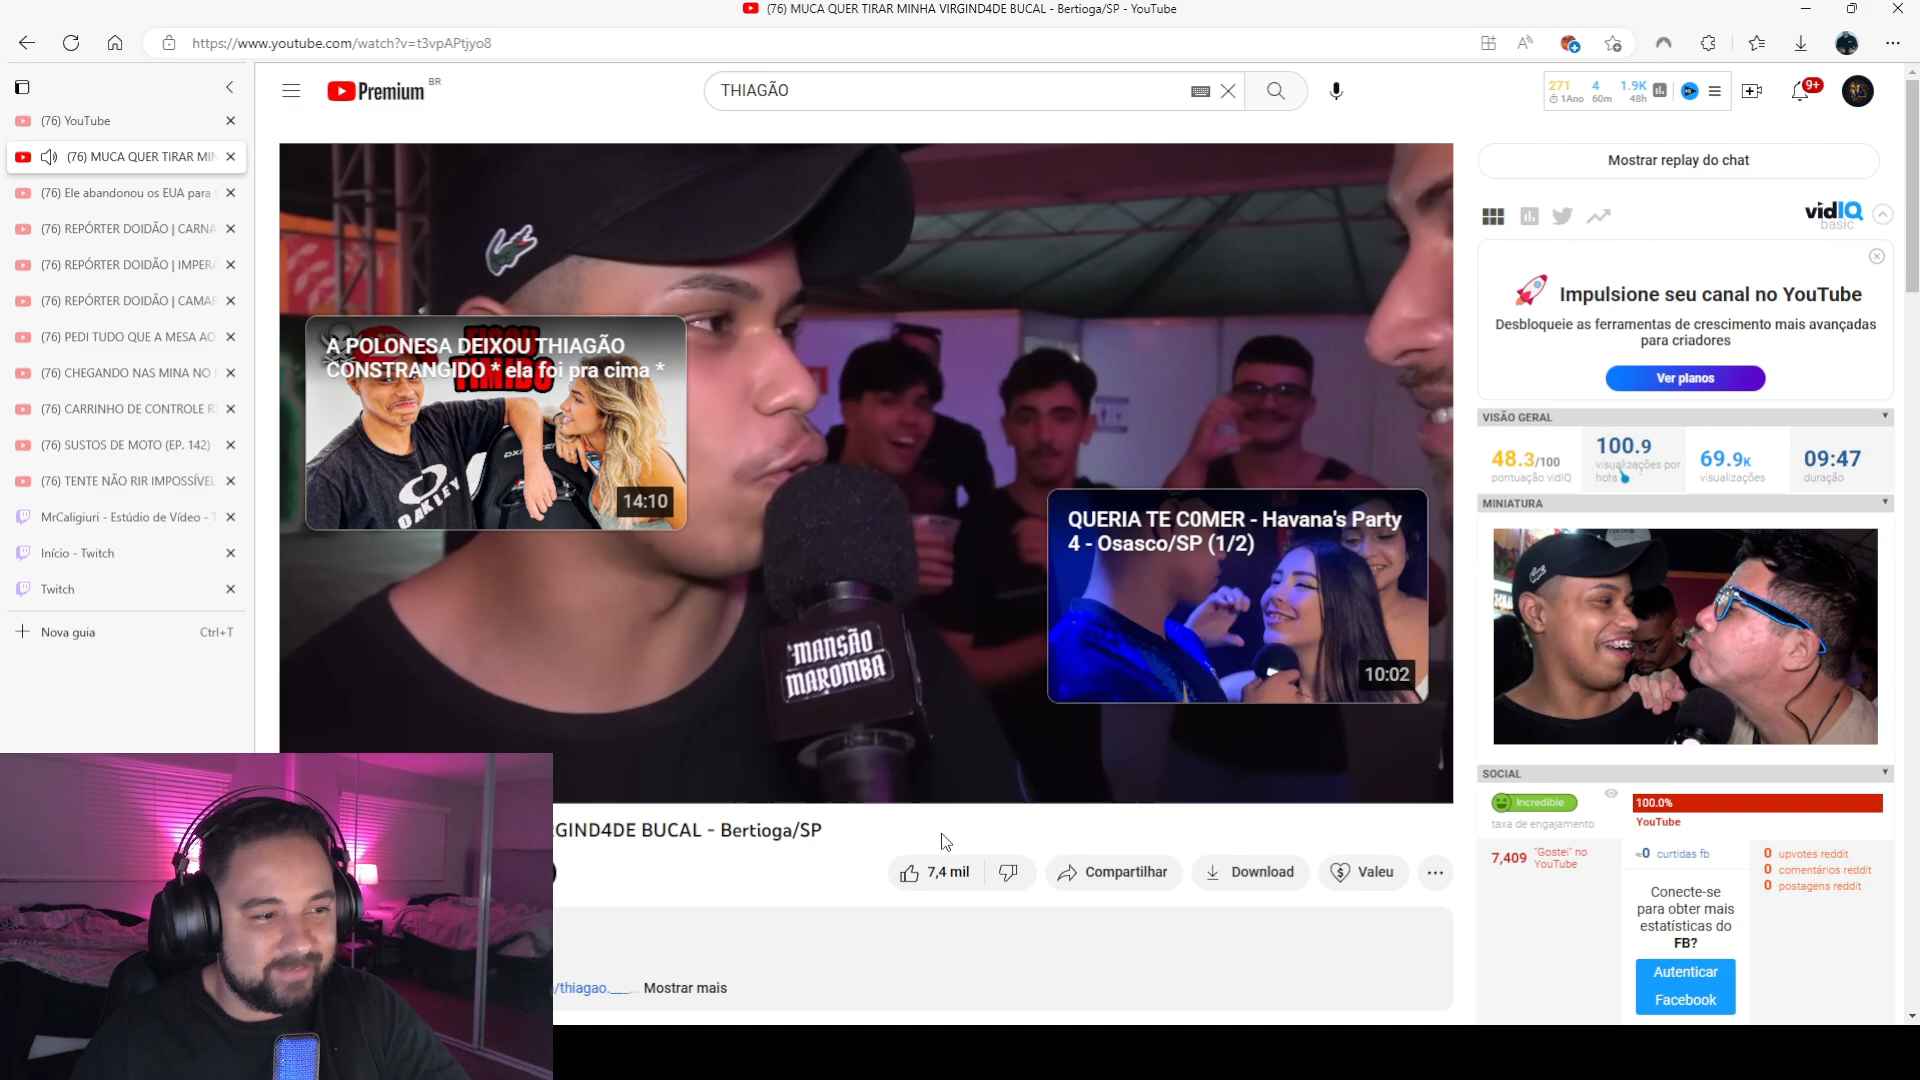 (76) MUCA QUER TIRAR MINHA VIRGIND4DE BUCAL - Bertioga/SP - YouTube
https://www.youtube.com/watch?v=t3vpAPtjyo8
(76) YouTube
(76) MUCA QUER TIRAR MIN
(76) Ele abandonou os EUA para
(76) REPÓRTER DOIDÃO | CARNA
(76) REPÓRTER DOIDÃO | IMPERA
(76) REPÓRTER DOIDÃO | CAMAR
(76) PEDI TUDO QUE A MESA AO
(76) CHEGANDO NAS MINA NO
(76) CARRINHO DE CONTROLE R
(76) SUSTOS DE MOTO (EP. 142)
(76) TENTE NÃO RIR IMPOSSÍVEL
MrCaligiuri - Estúdio de Vídeo - T
Início - Twitch
Twitch
Nova guia Ctrl+T
Premium BR
THIAGÃO
271 4 1.9K
1Ano 60m 48h
9+
A POLONESA DEIXOU THIAGÃO
CONSTRANGIDO * ela foi pra cima *
FICOU
TIMIDO
OAKLEY
14:10
QUERIA TE C0MER - Havana's Party
4 - Osasco/SP (1/2)
10:02
MANSÃO
MAROMBA
GIND4DE BUCAL - Bertioga/SP
7,4 mil
Compartilhar
Download
Valeu
/thiagao.___... Mostrar mais
Mostrar replay do chat
vidIQ
basic
Impulsione seu canal no YouTube
Desbloqueie as ferramentas de crescimento mais avançadas
para criadores
Ver planos
VISÃO GERAL
48.3/100
pontuação vidIQ
100.9
visualizações por
hora
69.9K
visualizações
09:47
duração
MINIATURA
SOCIAL
Incredible
taxa de engajamento
100.0%
YouTube
7,409 "Gostei" no
YouTube
≈0 curtidas fb
Conecte-se
para obter mais
estatísticas do
FB?
Autenticar
Facebook
0 upvotes reddit
0 comentários reddit
0 postagens reddit